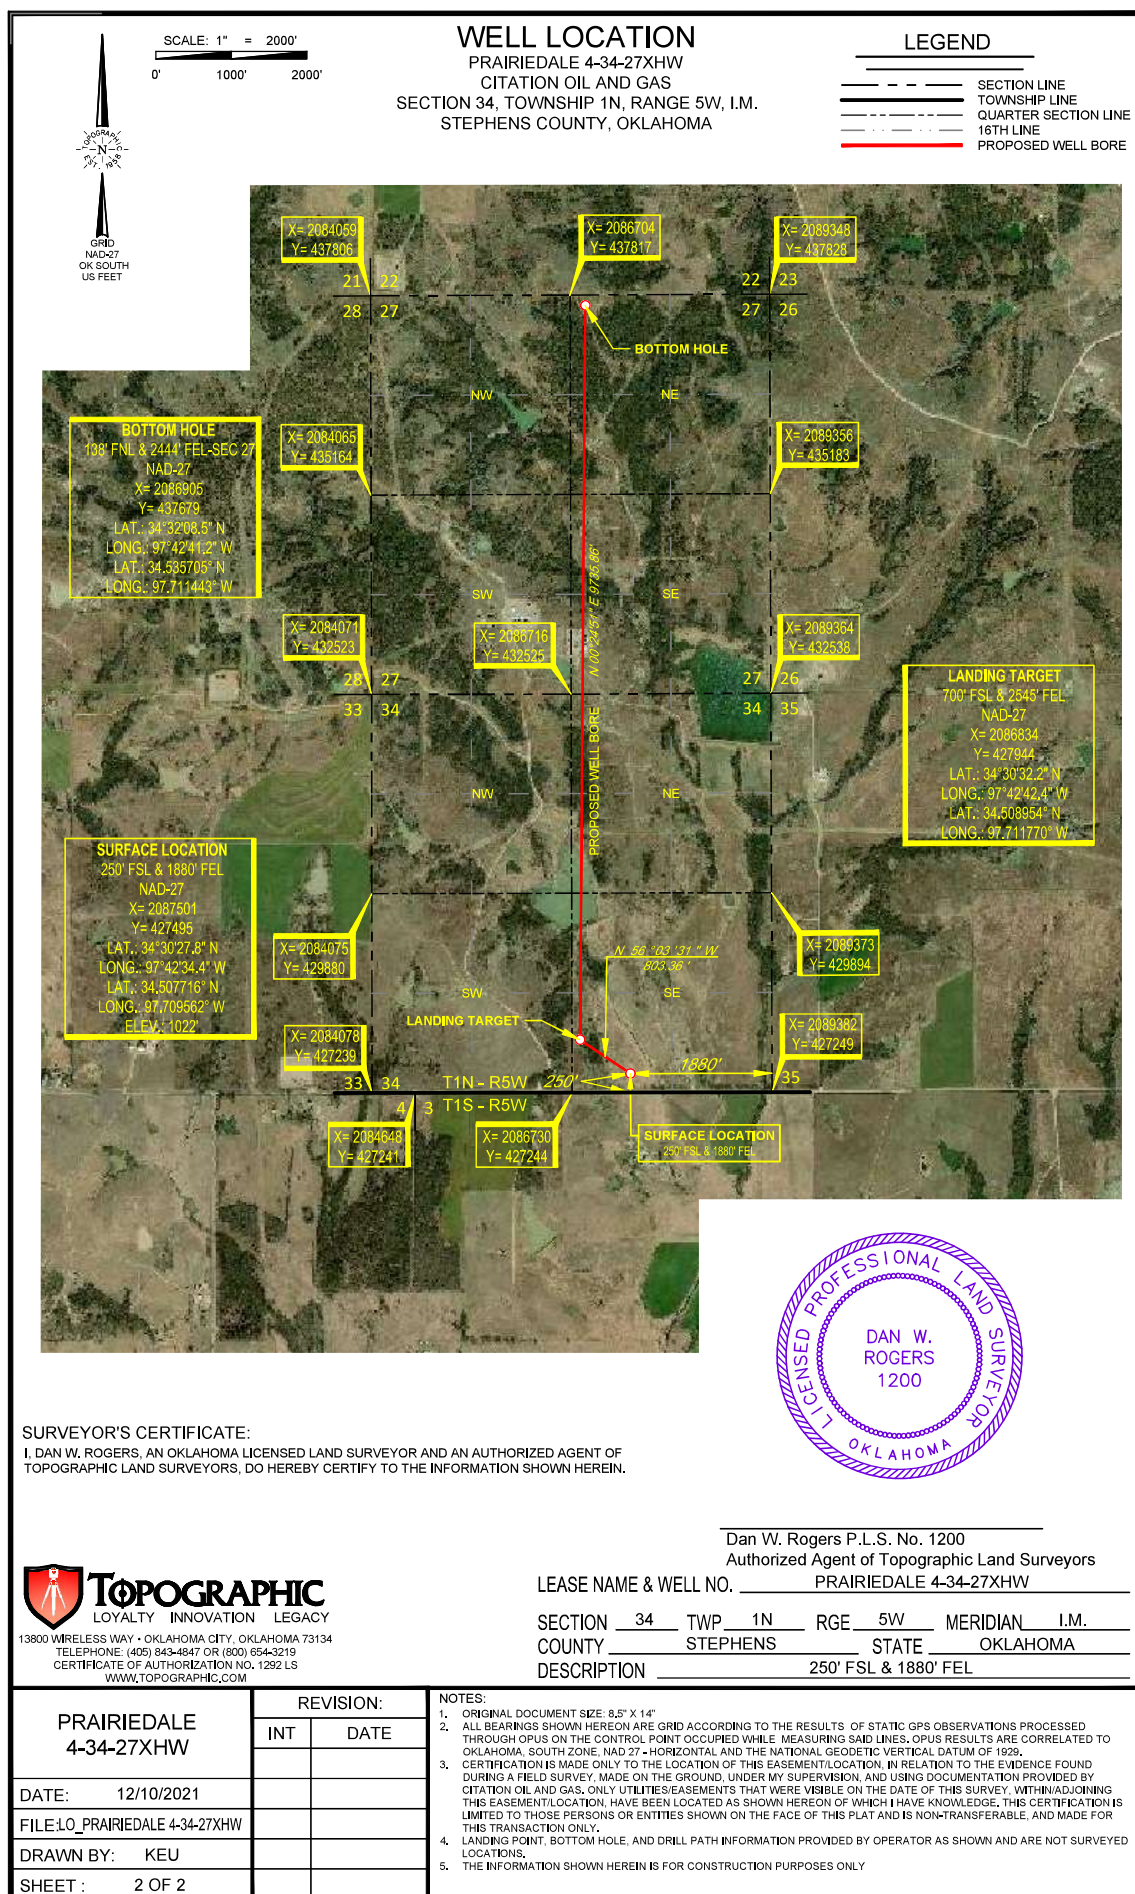 SCALE: 1" = 2000'
0' 1000' 2000'
TOPOGRAPHIC
N
EST. 1958
GRID
NAD-27
OK SOUTH
US FEET
WELL LOCATION
PRAIRIEDALE 4-34-27XHW
CITATION OIL AND GAS
SECTION 34, TOWNSHIP 1N, RANGE 5W, I.M.
STEPHENS COUNTY, OKLAHOMA
LEGEND
SECTION LINE
TOWNSHIP LINE
QUARTER SECTION LINE
16TH LINE
PROPOSED WELL BORE
X= 2084059
Y= 437806
X= 2086704
Y= 437817
X= 2089348
Y= 437828
21 22
28 27
22 23
27 26
BOTTOM HOLE
NW
NE
BOTTOM HOLE
138' FNL & 2444' FEL-SEC 27
NAD-27
X= 2086905
Y= 437679
LAT.: 34°32'08.5" N
LONG.: 97°42'41.2" W
LAT.: 34.535705° N
LONG.: 97.711443° W
X= 2084065
Y= 435164
X= 2089356
Y= 435183
N 00°24'51" E 9735.86'
SW
SE
X= 2084071
Y= 432523
X= 2086716
Y= 432525
X= 2089364
Y= 432538
28 27
33 34
27 26
34 35
LANDING TARGET
700' FSL & 2545' FEL
NAD-27
X= 2086834
Y= 427944
LAT.: 34°30'32.2" N
LONG.: 97°42'42.4" W
LAT.: 34.508954° N
LONG.: 97.711770° W
PROPOSED WELL BORE
NW
NE
SURFACE LOCATION
250' FSL & 1880' FEL
NAD-27
X= 2087501
Y= 427495
LAT.: 34°30'27.8" N
LONG.: 97°42'34.4" W
LAT.: 34.507716° N
LONG.: 97.709562° W
ELEV.: 1022'
X= 2084075
Y= 429880
X= 2089373
Y= 429894
N 56°03'31" W
803.36'
SW
SE
LANDING TARGET
X= 2084078
Y= 427239
X= 2089382
Y= 427249
1880'
250'
33 34
T1N - R5W
35
4 3
T1S - R5W
X= 2084648
Y= 427241
X= 2086730
Y= 427244
SURFACE LOCATION
250' FSL & 1880' FEL
LICENSED PROFESSIONAL LAND SURVEYOR
DAN W.
ROGERS
1200
OKLAHOMA
SURVEYOR'S CERTIFICATE:
I, DAN W. ROGERS, AN OKLAHOMA LICENSED LAND SURVEYOR AND AN AUTHORIZED AGENT OF
TOPOGRAPHIC LAND SURVEYORS, DO HEREBY CERTIFY TO THE INFORMATION SHOWN HEREIN.
Dan W. Rogers P.L.S. No. 1200
Authorized Agent of Topographic Land Surveyors
TOPOGRAPHIC
LOYALTY INNOVATION LEGACY
13800 WIRELESS WAY • OKLAHOMA CITY, OKLAHOMA 73134
TELEPHONE: (405) 843-4847 OR (800) 654-3219
CERTIFICATE OF AUTHORIZATION NO. 1292 LS
WWW.TOPOGRAPHIC.COM
LEASE NAME & WELL NO. PRAIRIEDALE 4-34-27XHW
SECTION 34 TWP 1N RGE 5W MERIDIAN I.M.
COUNTY STEPHENS STATE OKLAHOMA
DESCRIPTION 250' FSL & 1880' FEL
PRAIRIEDALE
4-34-27XHW
DATE: 12/10/2021
FILE:LO_PRAIRIEDALE 4-34-27XHW
DRAWN BY: KEU
SHEET : 2 OF 2
REVISION:
INT DATE
NOTES:
1. ORIGINAL DOCUMENT SIZE: 8.5" X 14"
2. ALL BEARINGS SHOWN HEREON ARE GRID ACCORDING TO THE RESULTS OF STATIC GPS OBSERVATIONS PROCESSED
THROUGH OPUS ON THE CONTROL POINT OCCUPIED WHILE MEASURING SAID LINES. OPUS RESULTS ARE CORRELATED TO
OKLAHOMA, SOUTH ZONE, NAD 27 - HORIZONTAL AND THE NATIONAL GEODETIC VERTICAL DATUM OF 1929.
3. CERTIFICATION IS MADE ONLY TO THE LOCATION OF THIS EASEMENT/LOCATION, IN RELATION TO THE EVIDENCE FOUND
DURING A FIELD SURVEY, MADE ON THE GROUND, UNDER MY SUPERVISION, AND USING DOCUMENTATION PROVIDED BY
CITATION OIL AND GAS. ONLY UTILITIES/EASEMENTS THAT WERE VISIBLE ON THE DATE OF THIS SURVEY, WITHIN/ADJOINING
THIS EASEMENT/LOCATION, HAVE BEEN LOCATED AS SHOWN HEREON OF WHICH I HAVE KNOWLEDGE. THIS CERTIFICATION IS
LIMITED TO THOSE PERSONS OR ENTITIES SHOWN ON THE FACE OF THIS PLAT AND IS NON-TRANSFERABLE, AND MADE FOR
THIS TRANSACTION ONLY.
4. LANDING POINT, BOTTOM HOLE, AND DRILL PATH INFORMATION PROVIDED BY OPERATOR AS SHOWN AND ARE NOT SURVEYED
LOCATIONS.
5. THE INFORMATION SHOWN HEREIN IS FOR CONSTRUCTION PURPOSES ONLY